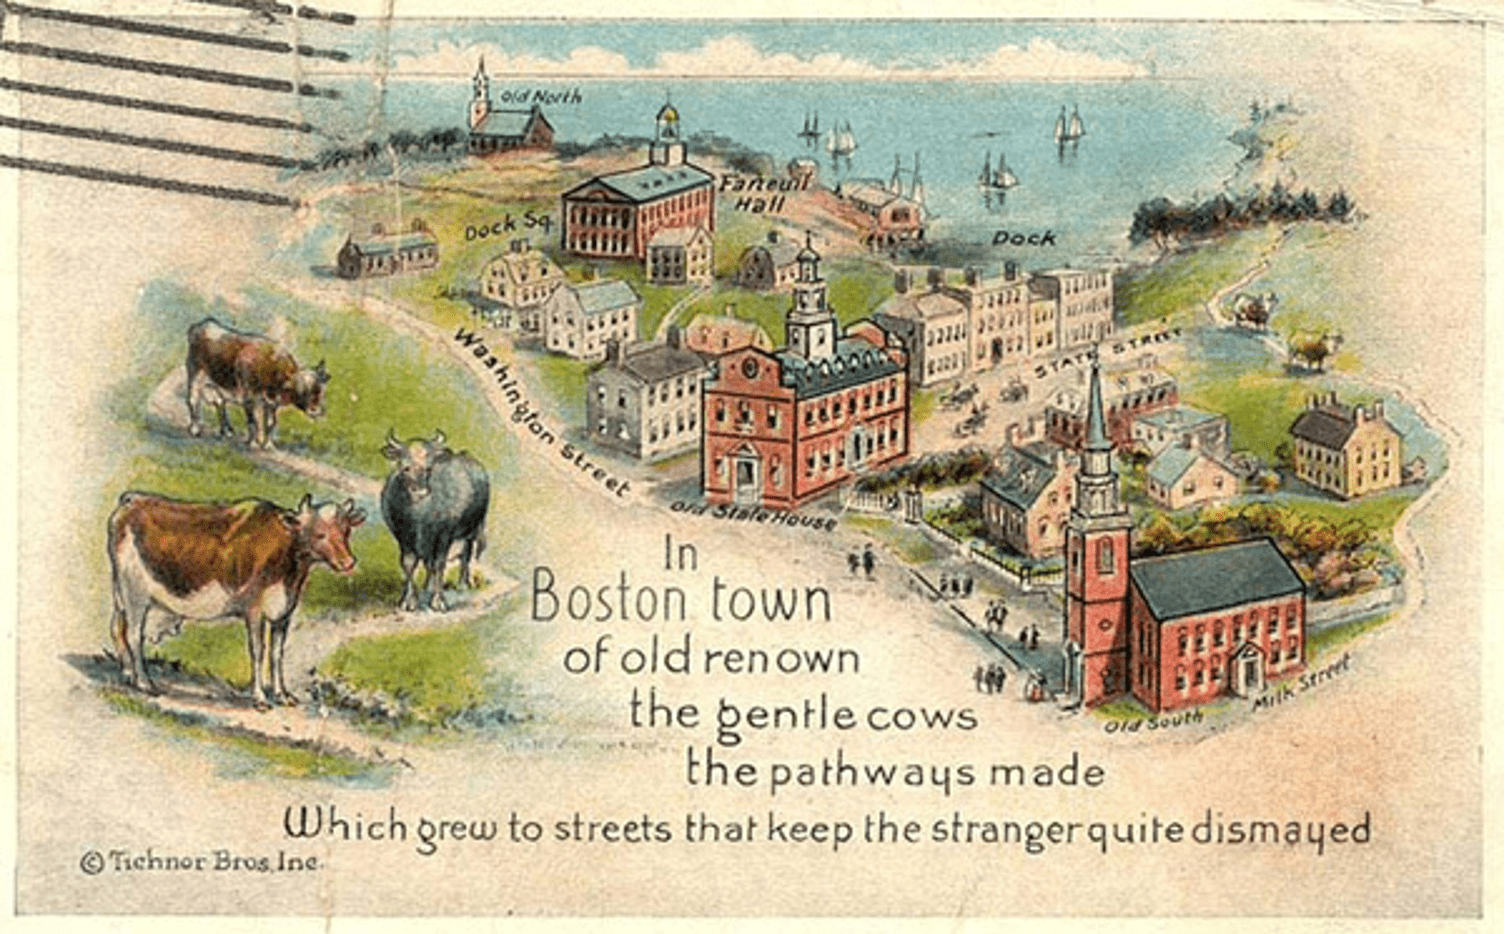 Old North
Faneuil
Hall
Dock Sq.
Dock
Washington Street
STATE STREET
Old State House
Old South
Milk Street
In
Boston town
of old renown
the gentle cows
the pathways made
Which grew to streets that keep the stranger quite dismayed
© Tichnor Bros. Inc.